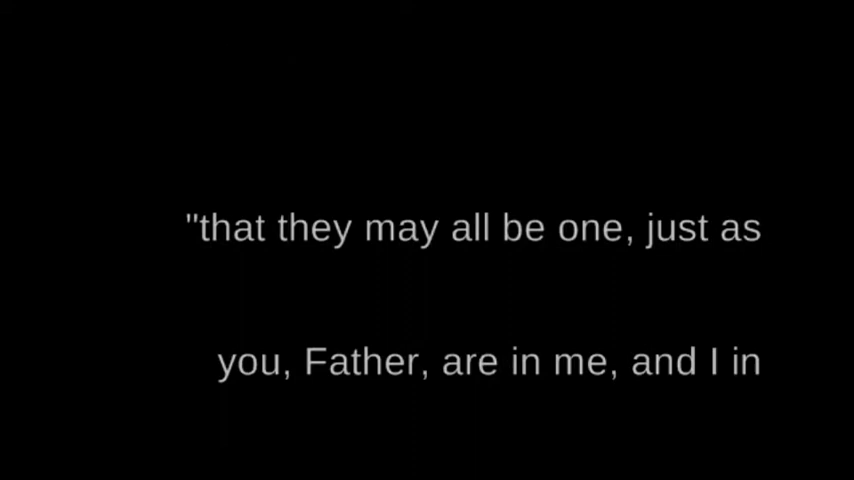 "that they may all be one, just as
you, Father, are in me, and I in